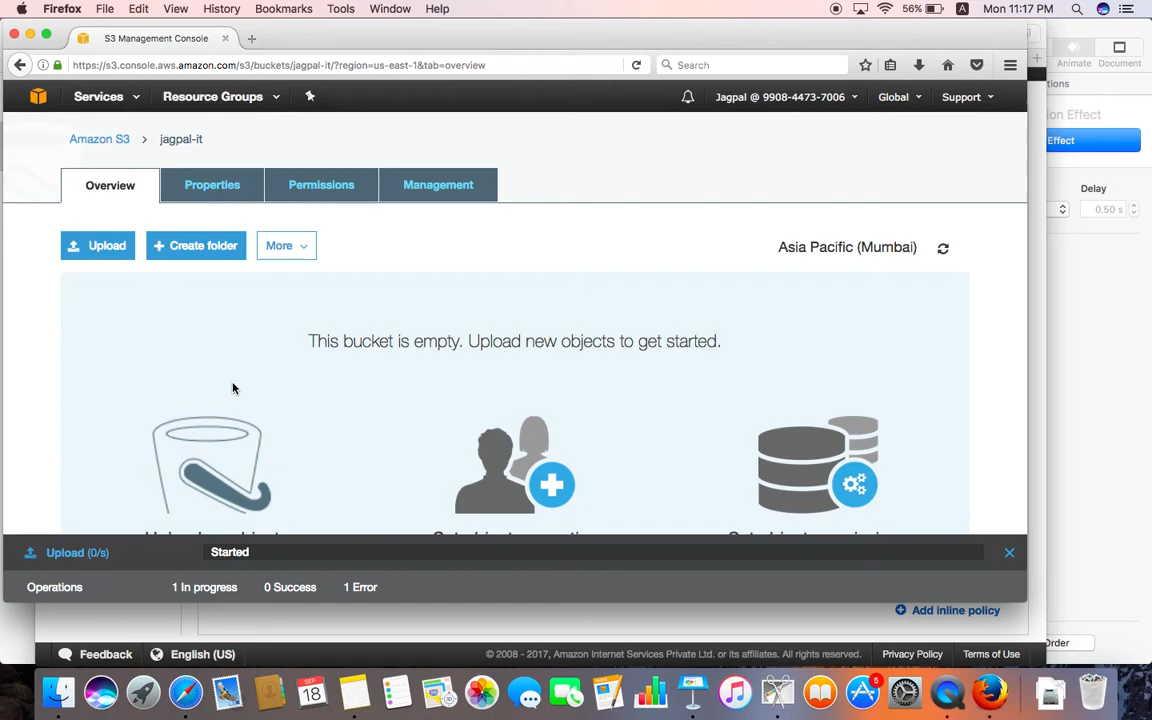 Firefox File Edit View History Bookmarks Tools Window Help
56% A Mon 11:17 PM
S3 Management Console
https://s3.console.aws.amazon.com/s3/buckets/jagpal-it/?region=us-east-1&tab=overview
Search
Animate Document
Services Resource Groups
Jagpal @ 9908-4473-7006 Global Support
Amazon S3 > jagpal-it
Effect
Overview Properties Permissions Management
Delay
0.50 s
Upload Create folder More
Asia Pacific (Mumbai)
This bucket is empty. Upload new objects to get started.
Upload (0/s) Started
Operations 1 In progress 0 Success 1 Error
Add inline policy
Feedback English (US)
© 2008 - 2017, Amazon Internet Services Private Ltd. or its affiliates. All rights reserved. Privacy Policy Terms of Use
SEP
18
5